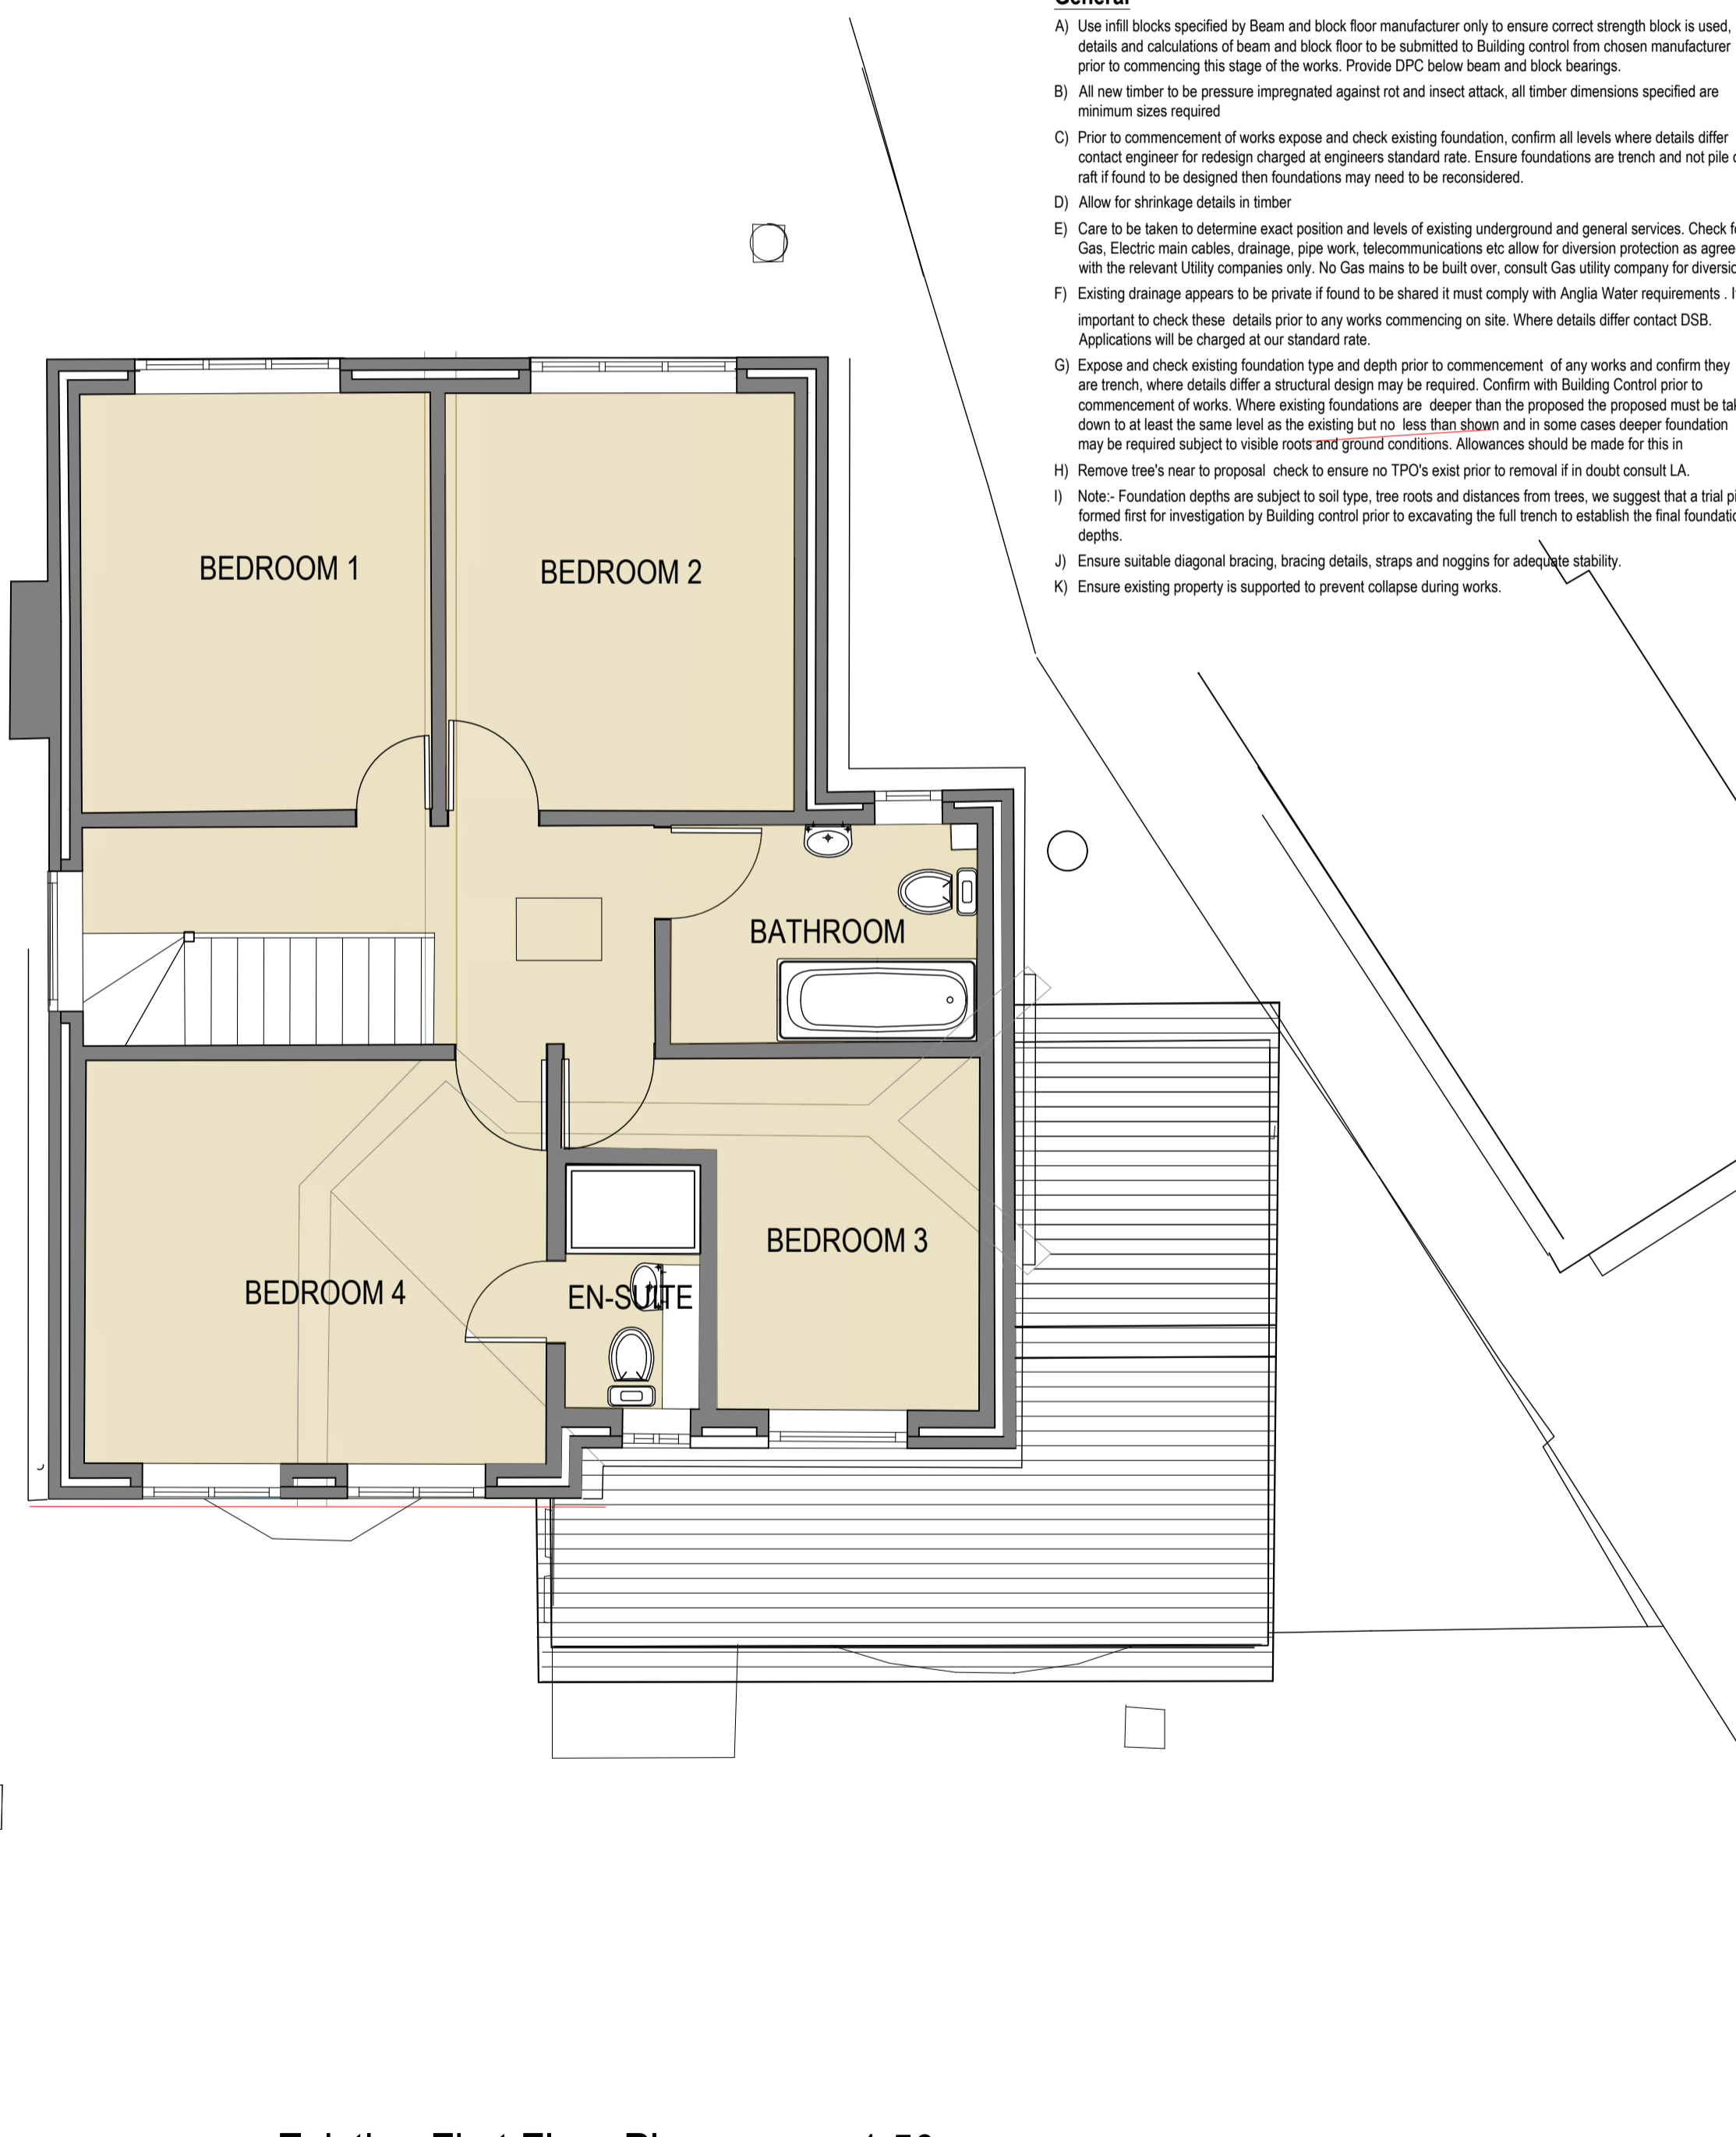 General
A) Use infill blocks specified by Beam and block floor manufacturer only to ensure correct strength block is used,
details and calculations of beam and block floor to be submitted to Building control from chosen manufacturer
prior to commencing this stage of the works. Provide DPC below beam and block bearings.
B) All new timber to be pressure impregnated against rot and insect attack, all timber dimensions specified are
minimum sizes required
C) Prior to commencement of works expose and check existing foundation, confirm all levels where details differ
contact engineer for redesign charged at engineers standard rate. Ensure foundations are trench and not pile
raft if found to be designed then foundations may need to be reconsidered.
D) Allow for shrinkage details in timber
E) Care to be taken to determine exact position and levels of existing underground and general services. Check
Gas, Electric main cables, drainage, pipe work, telecommunications etc allow for diversion protection as
with the relevant Utility companies only. No Gas mains to be built over, consult Gas utility company for
F) Existing drainage appears to be private if found to be shared it must comply with Anglia Water requirements .
important to check these details prior to any works commencing on site. Where details differ contact DSB.
Applications will be charged at our standard rate.
G) Expose and check existing foundation type and depth prior to commencement of any works and confirm they
are trench, where details differ a structural design may be required. Confirm with Building Control prior to
commencement of works. Where existing foundations are deeper than the proposed the proposed must be
down to at least the same level as the existing but no less than shown and in some cases deeper foundation
may be required subject to visible roots and ground conditions. Allowances should be made for this in
H) Remove tree's near to proposal check to ensure no TPO's exist prior to removal if in doubt consult LA.
I) Note:- Foundation depths are subject to soil type, tree roots and distances from trees, we suggest that a trial
formed first for investigation by Building control prior to excavating the full trench to establish the final
depths.
J) Ensure suitable diagonal bracing, bracing details, straps and noggins for adequate stability.
K) Ensure existing property is supported to prevent collapse during works.
BEDROOM 1
BEDROOM 2
BATHROOM
BEDROOM 3
BEDROOM 4
EN-SUITE